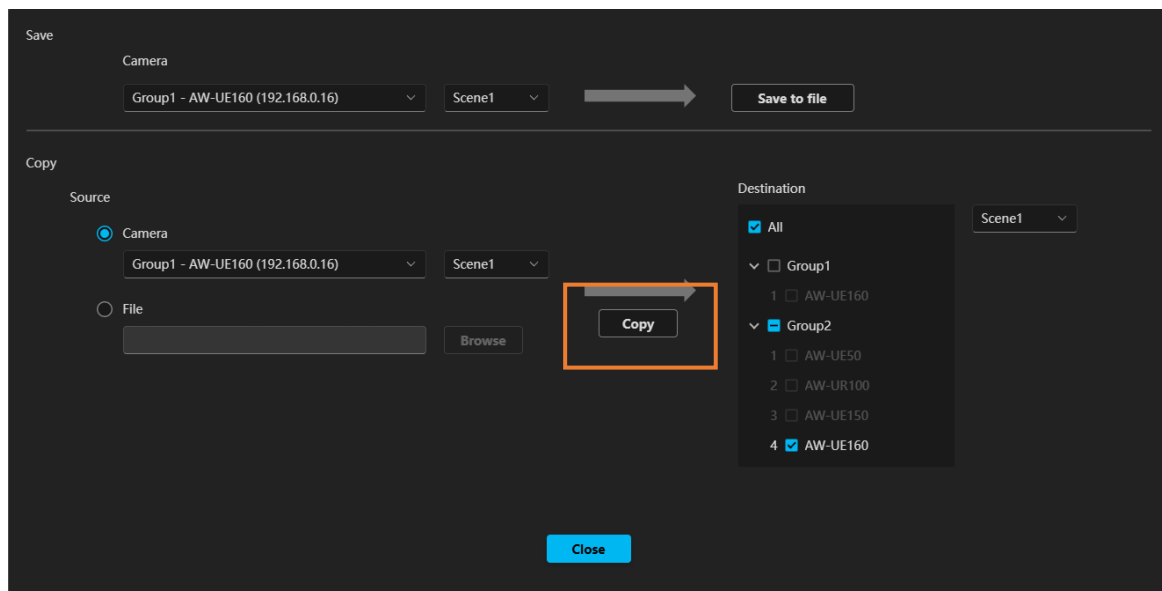 Save
Camera
Group1 - AW-UE160 (192.168.0.16)
Scene1
Save to file
Copy
Source
Camera
Group1 - AW-UE160 (192.168.0.16)
Scene1
File
Browse
Copy
Destination
All
Group1
1 AW-UE160
Group2
1 AW-UE50
2 AW-UR100
3 AW-UE150
4 AW-UE160
Scene1
Close